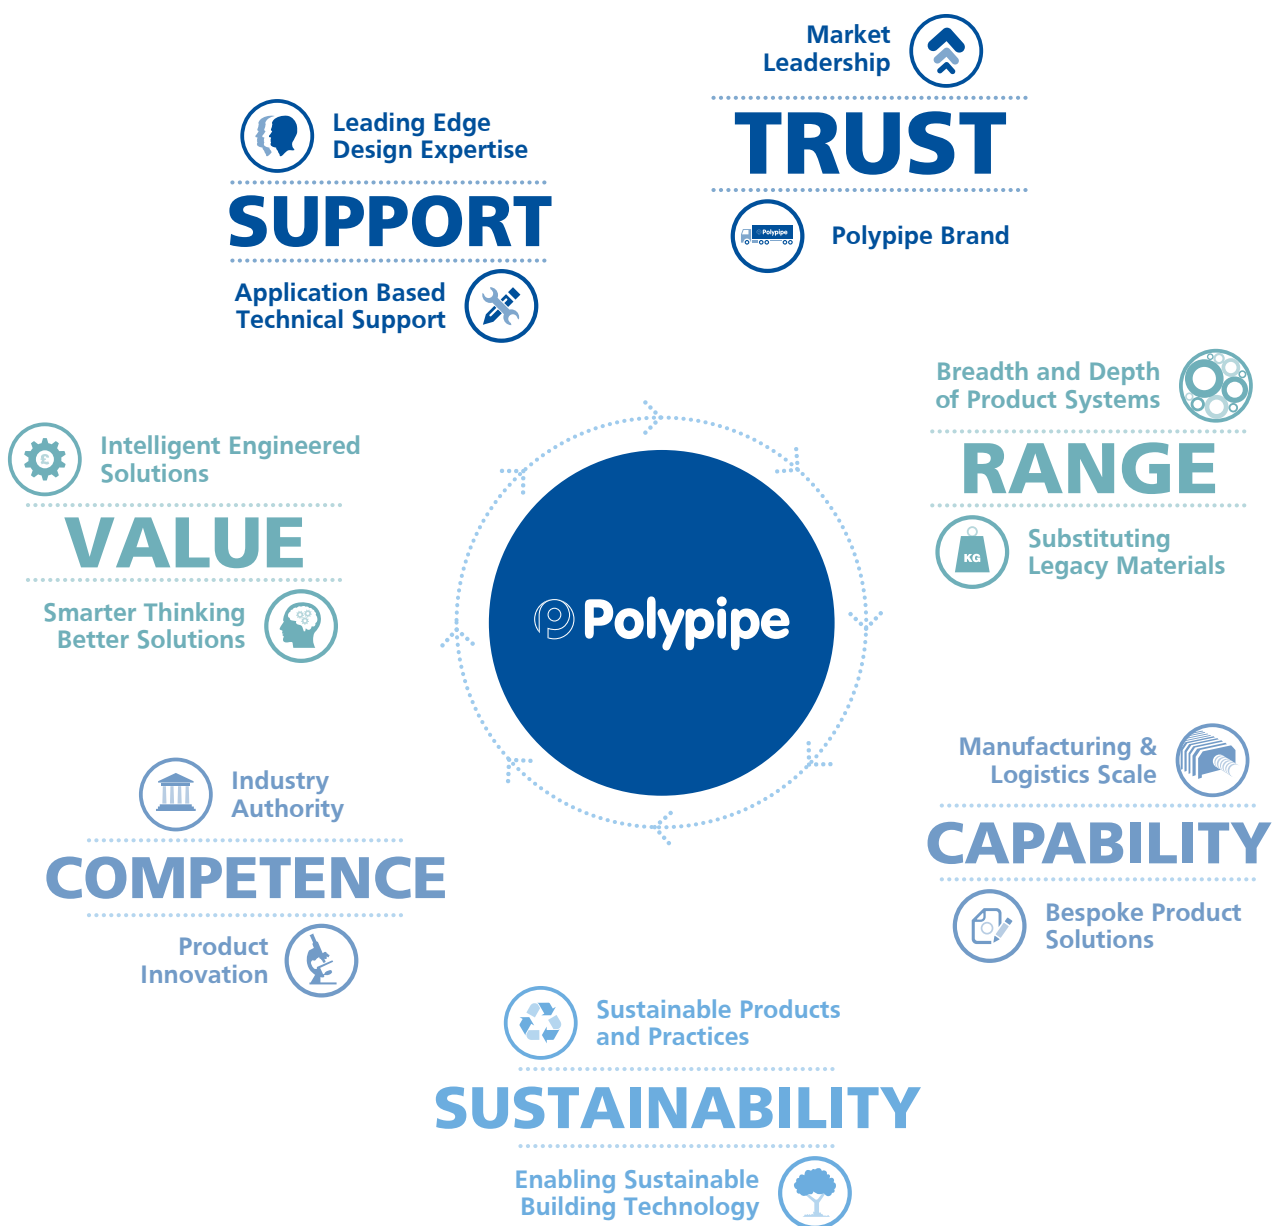 Market
Leadership
TRUST
Polypipe
Polypipe Brand
Leading Edge
Design Expertise
SUPPORT
Application Based
Technical Support
Breadth and Depth
of Product Systems
RANGE
KG
Substituting
Legacy Materials
£
Intelligent Engineered
Solutions
VALUE
Smarter Thinking
Better Solutions
Polypipe
Manufacturing &
Logistics Scale
CAPABILITY
Bespoke Product
Solutions
Industry
Authority
COMPETENCE
Product
Innovation
Sustainable Products
and Practices
SUSTAINABILITY
Enabling Sustainable
Building Technology